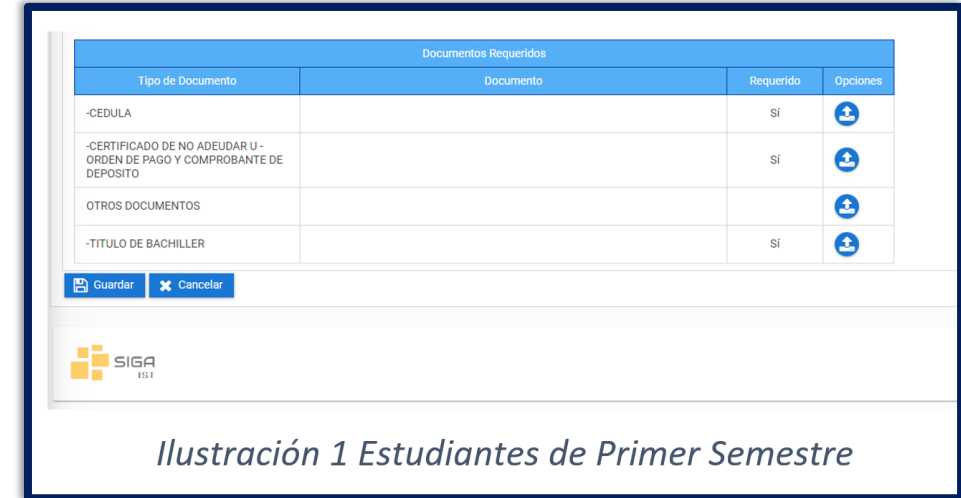 Documentos Requeridos
Tipo de Documento Documento Requerido Opciones
-CEDULA Sí
-CERTIFICADO DE NO ADEUDAR U -
ORDEN DE PAGO Y COMPROBANTE DE
DEPOSITO Sí
OTROS DOCUMENTOS
-TITULO DE BACHILLER Sí
Guardar Cancelar
SIGA
IST
Ilustración 1 Estudiantes de Primer Semestre